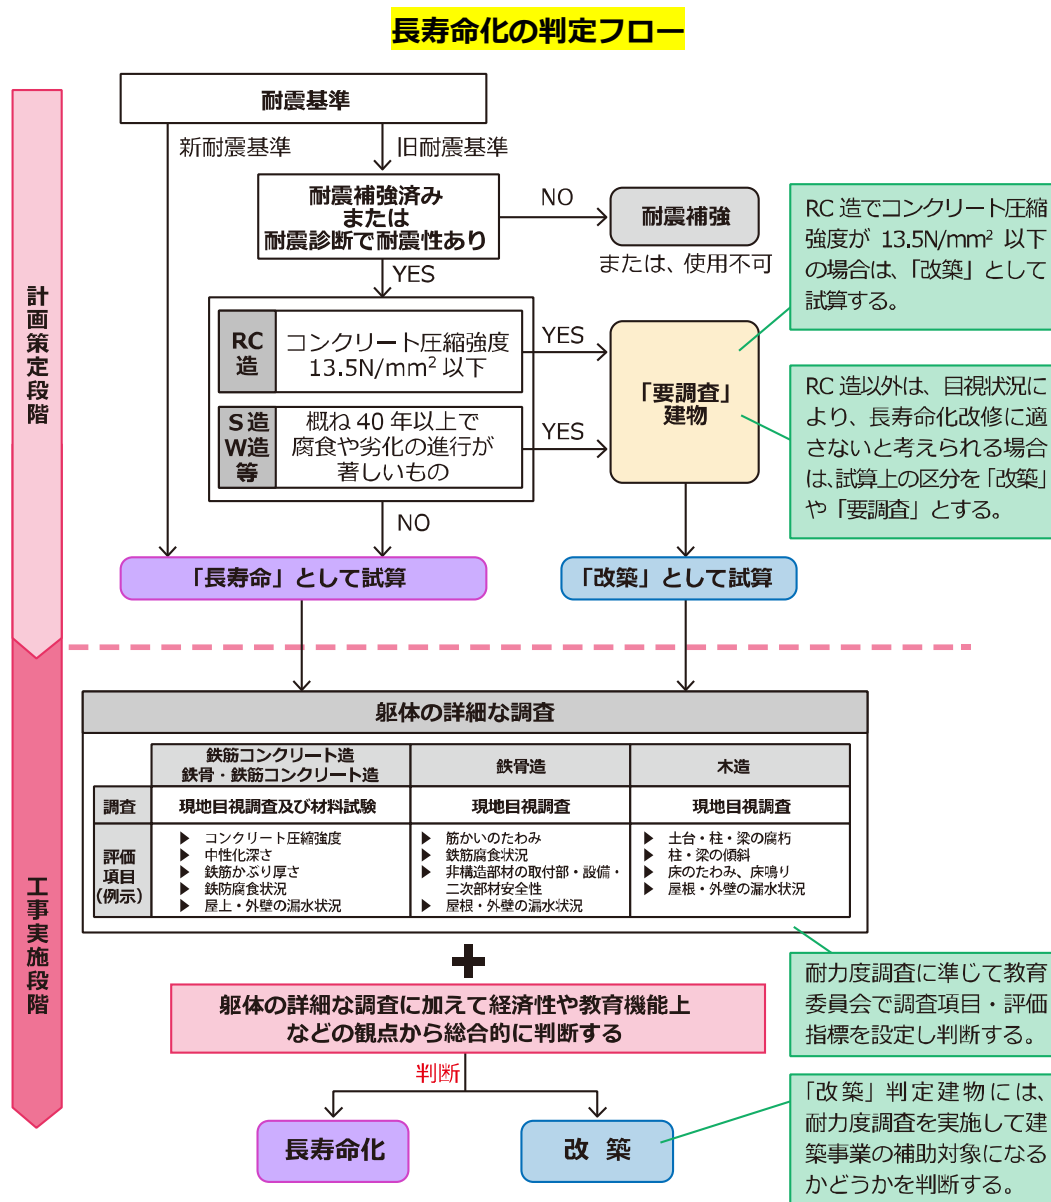 長寿命化の判定フロー
計画策定段階
耐震基準
新耐震基準
旧耐震基準
耐震補強済み
または
耐震診断で耐震性あり
NO
耐震補強
または、使用不可
YES
RC
造
コンクリート圧縮強度
13.5N/mm² 以下
YES
S造
W造
等
概ね 40 年以上で
腐食や劣化の進行が
著しいもの
YES
「要調査」
建物
RC 造でコンクリート圧縮
強度が 13.5N/mm² 以下
の場合は、「改築」として
試算する。
RC 造以外は、目視状況に
より、長寿命化改修に適
さないと考えられる場合
は、試算上の区分を「改築」
や「要調査」とする。
NO
「長寿命」として試算
「改築」として試算
工事実施段階
躯体の詳細な調査
鉄筋コンクリート造
鉄骨・鉄筋コンクリート造
鉄骨造
木造
調査
現地目視調査及び材料試験
現地目視調査
現地目視調査
評価
項目
(例示)
▶ コンクリート圧縮強度
▶ 中性化深さ
▶ 鉄筋かぶり厚さ
▶ 鉄防腐食状況
▶ 屋上・外壁の漏水状況
▶ 筋かいのたわみ
▶ 鉄筋腐食状況
▶ 非構造部材の取付部・設備・
二次部材安全性
▶ 屋根・外壁の漏水状況
▶ 土台・柱・梁の腐朽
▶ 柱・梁の傾斜
▶ 床のたわみ、床鳴り
▶ 屋根・外壁の漏水状況
耐力度調査に準じて教育
委員会で調査項目・評価
指標を設定し判断する。
躯体の詳細な調査に加えて経済性や教育機能上
などの観点から総合的に判断する
判断
長寿命化
改 築
「改築」判定建物には、
耐力度調査を実施して建
築事業の補助対象になる
かどうかを判断する。